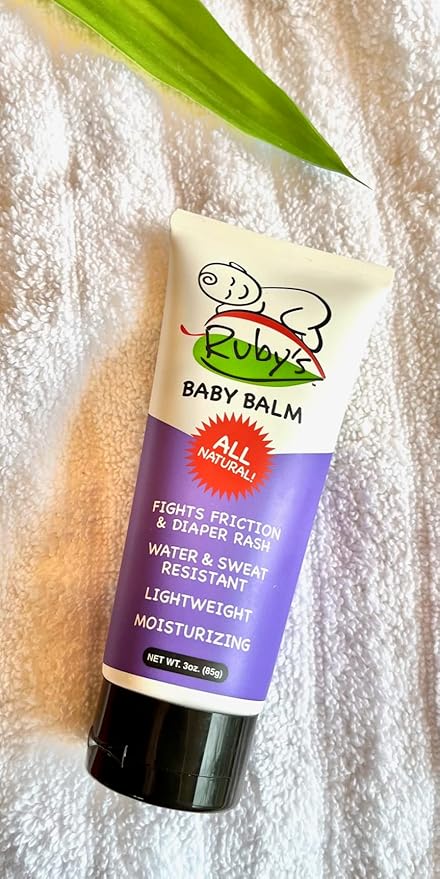 Ruby's
BABY BALM
ALL
NATURAL!
FIGHTS FRICTION
& DIAPER RASH
WATER & SWEAT
RESISTANT
LIGHTWEIGHT
MOISTURIZING
NET WT. 3oz. (85g)